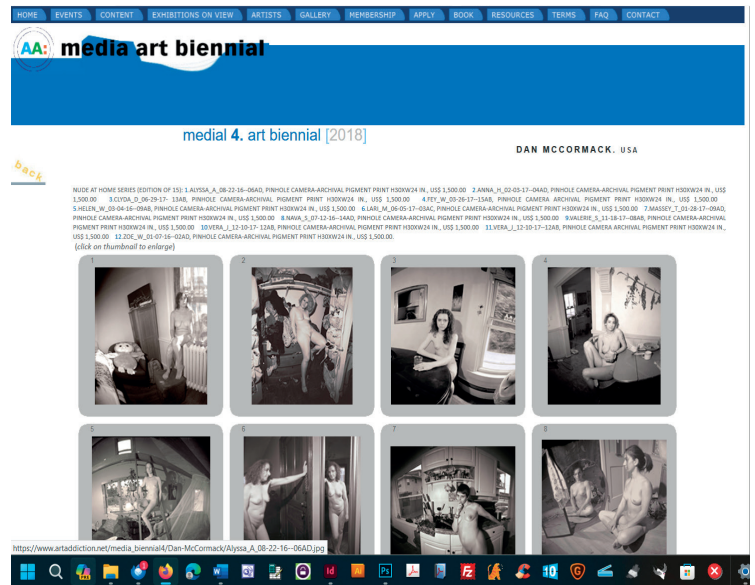 HOME EVENTS CONTENT EXHIBITIONS ON VIEW ARTISTS GALLERY MEMBERSHIP APPLY BOOK RESOURCES TERMS FAQ CONTACT
AA: media art biennial
medial 4. art biennial [2018]
DAN MCCORMACK. USA
back
NUDE AT HOME SERIES (EDITION OF 15): 1.ALYSSA_A_08-22-16--06AO, PINHOLE CAMERA-ARCHIVAL PIGMENT PRINT H30XW24 IN., US$ 1,500.00 2.ANNA_H_02-03-17--04AO, PINHOLE CAMERA-ARCHIVAL PIGMENT PRINT H30XW24 IN., US$
1,500.00 3.CLYDA_D_06-29-17- 13AB, PINHOLE CAMERA-ARCHIVAL PIGMENT PRINT H30XW24 IN., US$ 1,500.00 4.FEY_W_03-26-17--15AB, PINHOLE CAMERA ARCHIVAL PIGMENT PRINT H30XW24 IN., US$ 1,500.00
5.HELEN_W_03-04-16--09AB, PINHOLE CAMERA-ARCHIVAL PIGMENT PRINT H30XW24 IN., US$ 1,500.00 6.LARI_M_06-05-17--03AC, PINHOLE CAMERA-ARCHIVAL PIGMENT PRINT H30XW24 IN., US$ 1,500.00 7.MASSEY_T_01-28-17--09AO,
PINHOLE CAMERA-ARCHIVAL PIGMENT PRINT H30XW24 IN., US$ 1,500.00 8.NAVA_S_07-12-16--14AO, PINHOLE CAMERA-ARCHIVAL PIGMENT PRINT H30XW24 IN., US$ 1,500.00 9.VALERIE_S_11-18-17--08AB, PINHOLE CAMERA-ARCHIVAL
PIGMENT PRINT H30XW24 IN., US$ 1,500.00 10.VERA_J_12-10-17- 12AB, PINHOLE CAMERA-ARCHIVAL PIGMENT PRINT H30XW24 IN., US$ 1,500.00 11.VERA_J_12-10-17--12AB, PINHOLE CAMERA ARCHIVAL PIGMENT PRINT H30XW24 IN.,
US$ 1,500.00 12.ZOE_W_01-07-16--02AO, PINHOLE CAMERA-ARCHIVAL PIGMENT PRINT H30XW24 IN., US$ 1,500.00.
(click on thumbnail to enlarge)
1 2 3 4
5 6 7 8
https://www.artaddiction.net/media_biennial4/Dan-McCormack/Alyssa_A_08-22-16--06AO.jpg